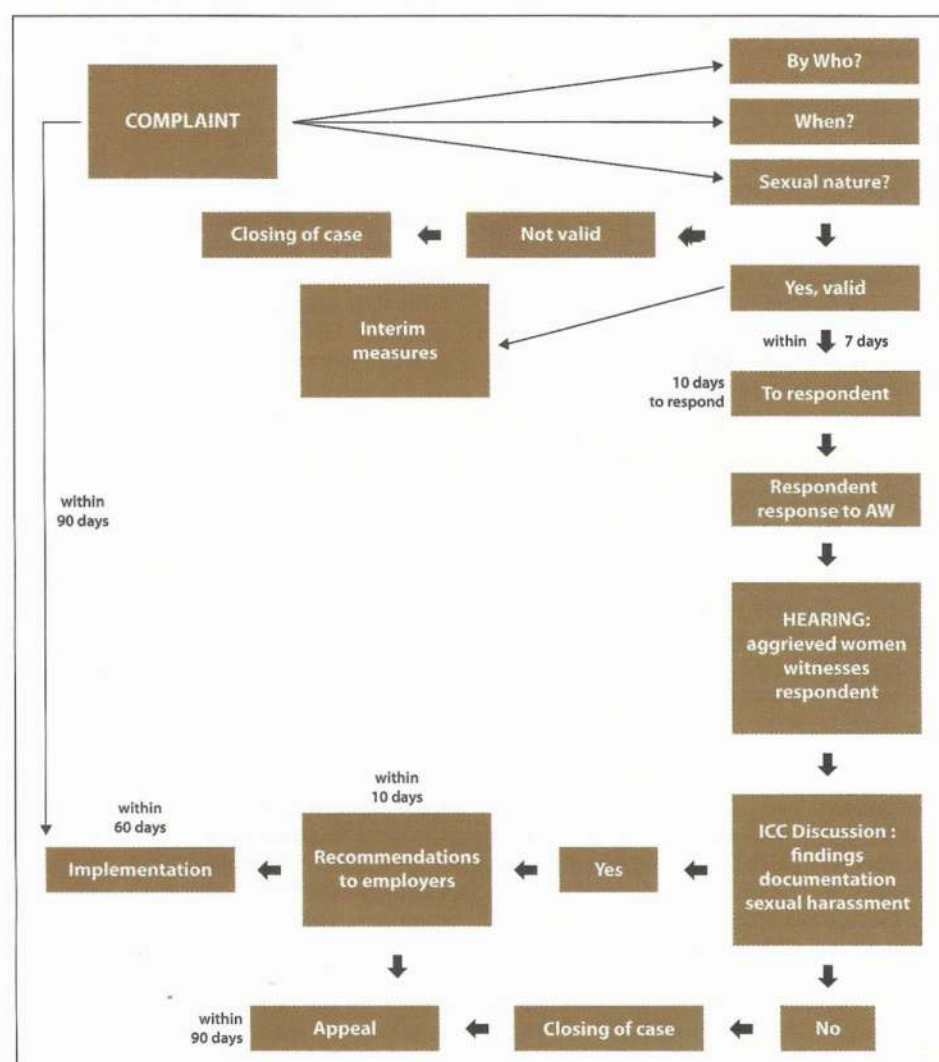 By Who?
COMPLAINT
When?
Sexual nature?
Closing of case
Not valid
Yes, valid
Interim
measures
within 7 days
10 days
to respond
To respondent
Respondent
response to AW
within
90 days
HEARING:
aggrieved women
witnesses
respondent
within
10 days
within
60 days
Implementation
Recommendations
to employers
Yes
ICC Discussion :
findings
documentation
sexual harassment
within
90 days
Appeal
Closing of case
No